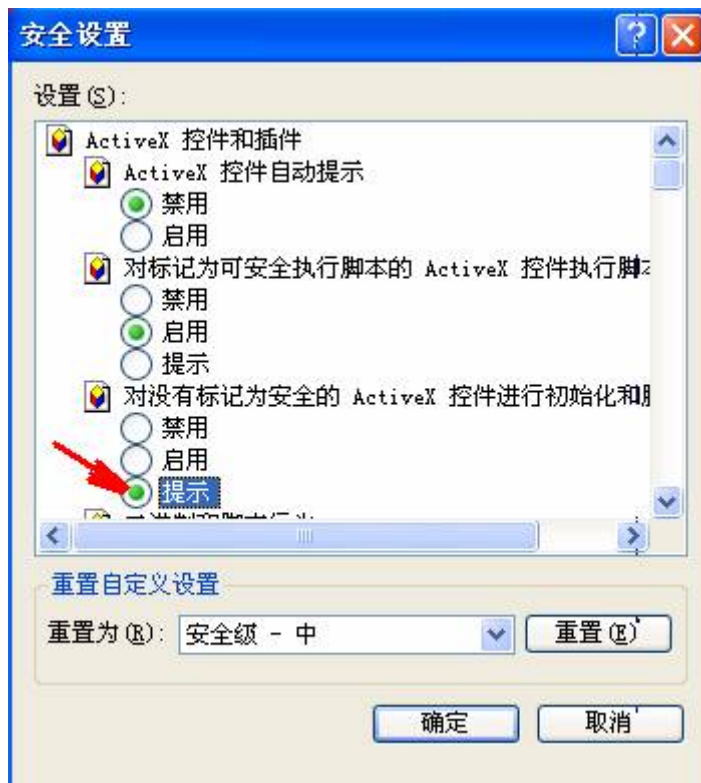 安全设置
设置(S):
ActiveX 控件和插件
ActiveX 控件自动提示
禁用
启用
对标记为可安全执行脚本的 ActiveX 控件执行脚本
禁用
启用
提示
对没有标记为安全的 ActiveX 控件进行初始化和脚
禁用
启用
提示
重置自定义设置
重置为(R): 安全级 - 中 重置(E)
确定 取消